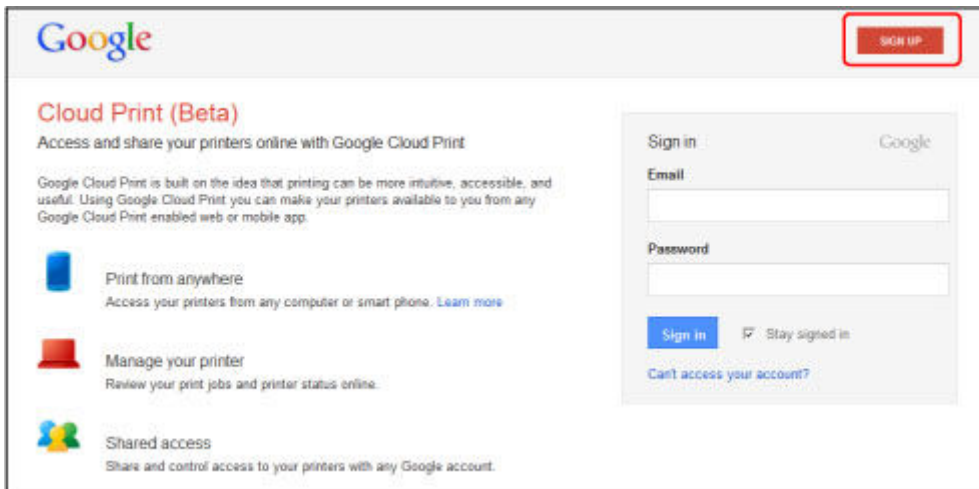 Google
SIGN UP
Cloud Print (Beta)
Access and share your printers online with Google Cloud Print
Google Cloud Print is built on the idea that printing can be more intuitive, accessible, and
useful. Using Google Cloud Print you can make your printers available to you from any
Google Cloud Print enabled web or mobile app.
Print from anywhere
Access your printers from any computer or smart phone. Learn more
Manage your printer
Review your print jobs and printer status online.
Shared access
Share and control access to your printers with any Google account.
Sign in Google
Email
Password
Sign in Stay signed in
Can't access your account?